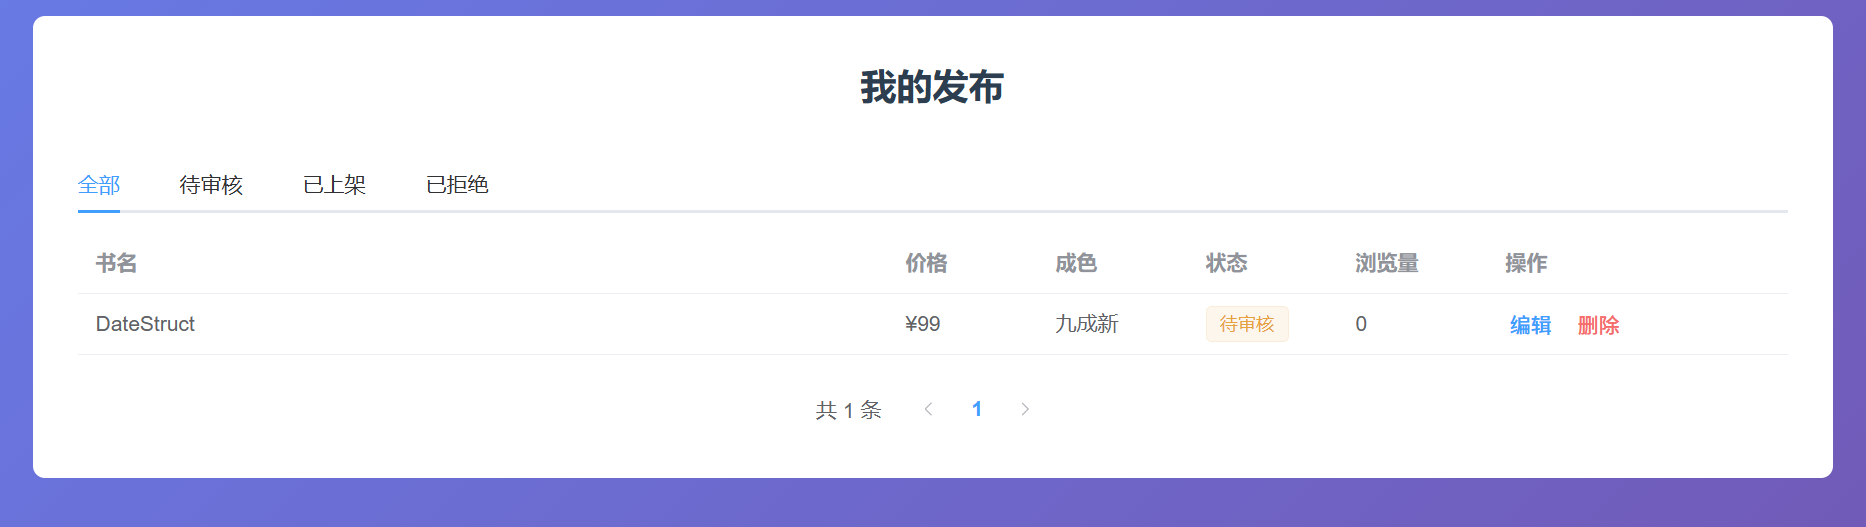 我的发布
全部 待审核 已上架 已拒绝
书名 价格 成色 状态 浏览量 操作
DateStruct ¥99 九成新 待审核 0 编辑 删除
共 1 条 1